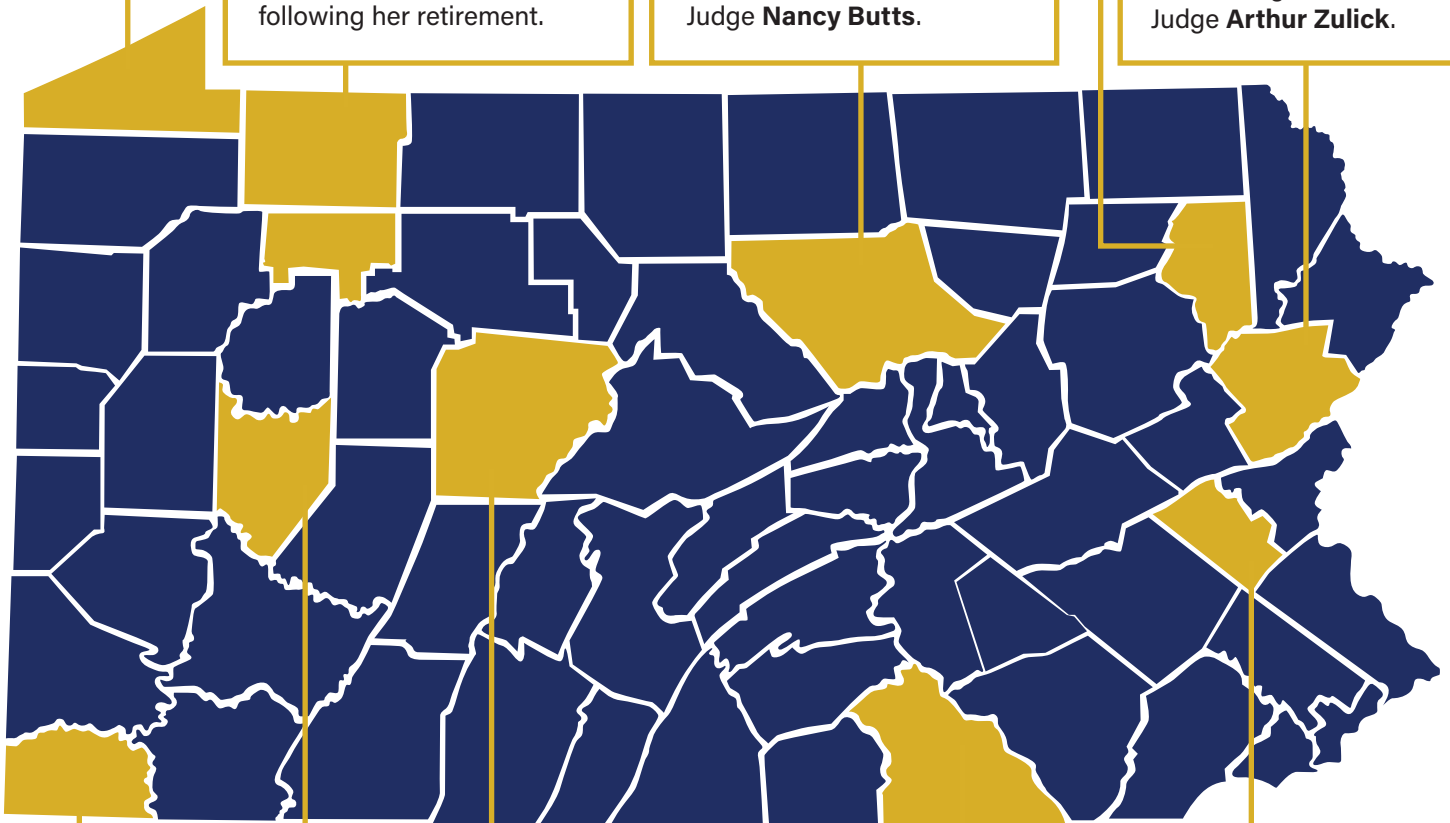 following her retirement.
Judge Nancy Butts.
Judge Arthur Zulick.